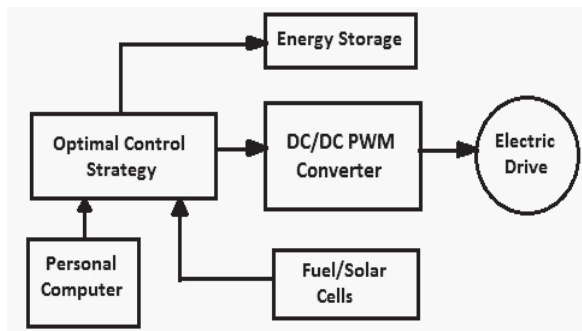 Energy Storage
Optimal Control
Strategy
DC/DC PWM
Converter
Electric
Drive
Personal
Computer
Fuel/Solar
Cells